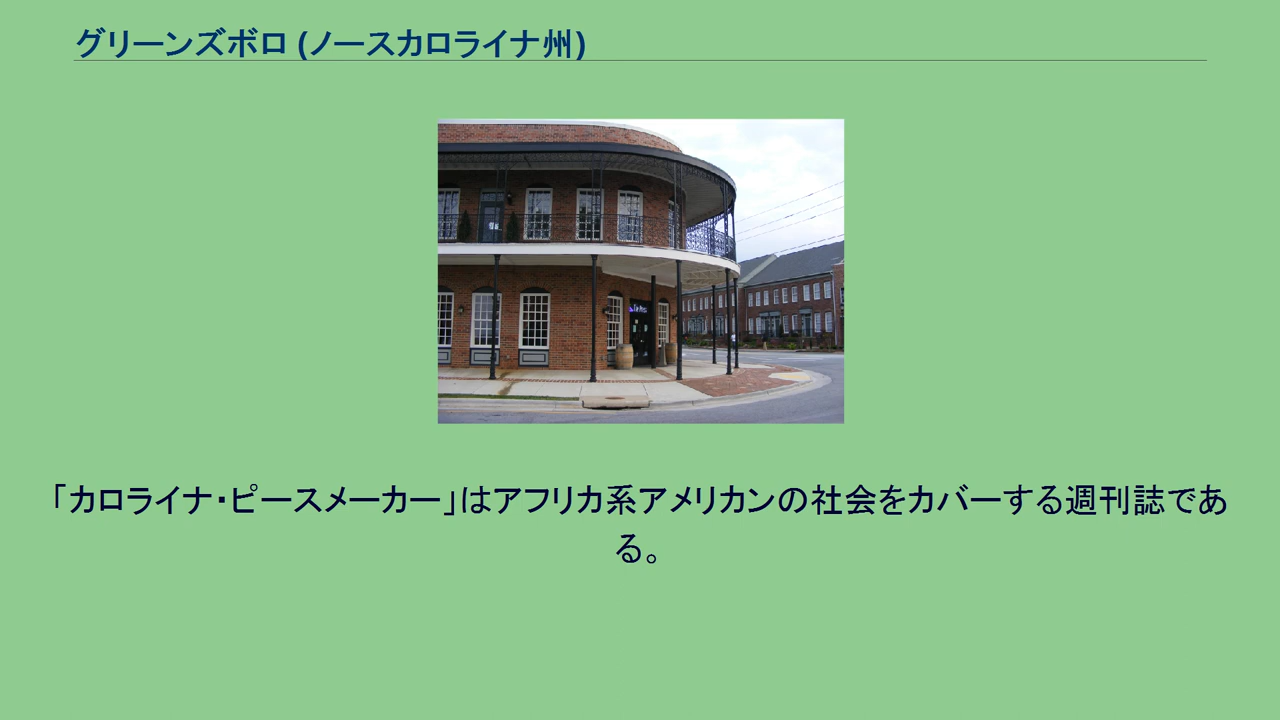 グリーンズボロ (ノースカロライナ州)
「カロライナ・ピースメーカー」はアフリカ系アメリカンの社会をカバーする週刊誌であ
る。